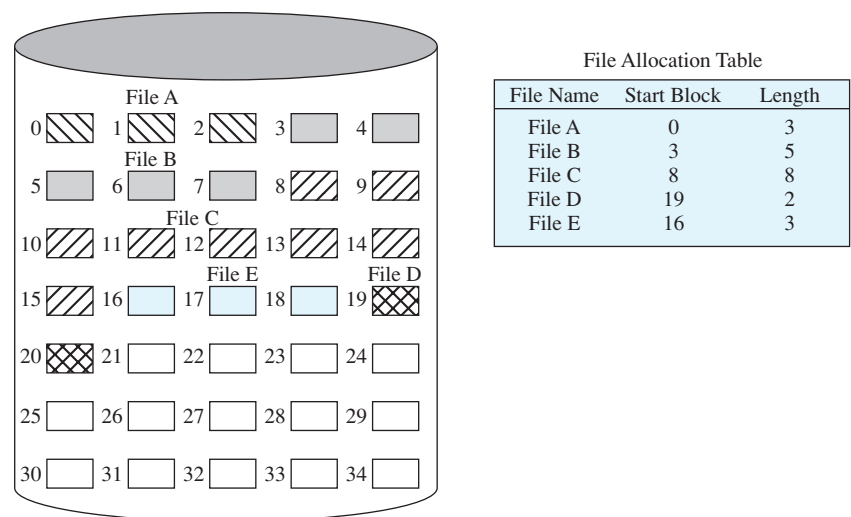 File A
0 1 2 3 4
File B
5 6 7 8 9
File C
10 11 12 13 14
File E File D
15 16 17 18 19
20 21 22 23 24
25 26 27 28 29
30 31 32 33 34
File Allocation Table
File Name Start Block Length
File A 0 3
File B 3 5
File C 8 8
File D 19 2
File E 16 3